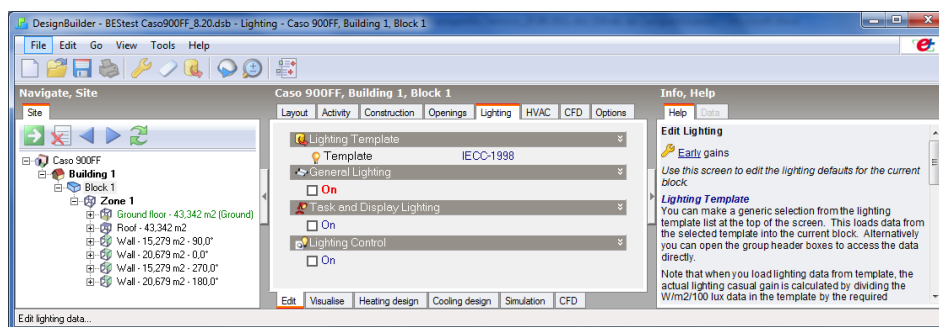 DesignBuilder - BEStest Caso900FF_8.20.dsb - Lighting - Caso 900FF, Building 1, Block 1
File Edit Go View Tools Help
Navigate, Site
Site
Caso 900FF
Building 1
Block 1
Zone 1
Ground floor - 43,342 m2 (Ground)
Roof - 43,342 m2
Wall - 15,279 m2 - 90,0°
Wall - 20,679 m2 - 0,0°
Wall - 15,279 m2 - 270,0°
Wall - 20,679 m2 - 180,0°
Caso 900FF, Building 1, Block 1
Layout Activity Construction Openings Lighting HVAC CFD Options
Lighting Template
Template IECC-1998
General Lighting
On
Task and Display Lighting
On
Lighting Control
On
Edit Visualise Heating design Cooling design Simulation CFD
Info, Help
Help Data
Edit Lighting
Early gains
Use this screen to edit the lighting defaults for the current
block.
Lighting Template
You can make a generic selection from the lighting
template list at the top of the screen. This loads data from
the selected template into the current block. Alternatively
you can open the group header boxes to access the data
directly.
Note that when you load lighting data from template, the
actual lighting casual gain is calculated by dividing the
W/m2/100 lux data in the template by the required
Edit lighting data...